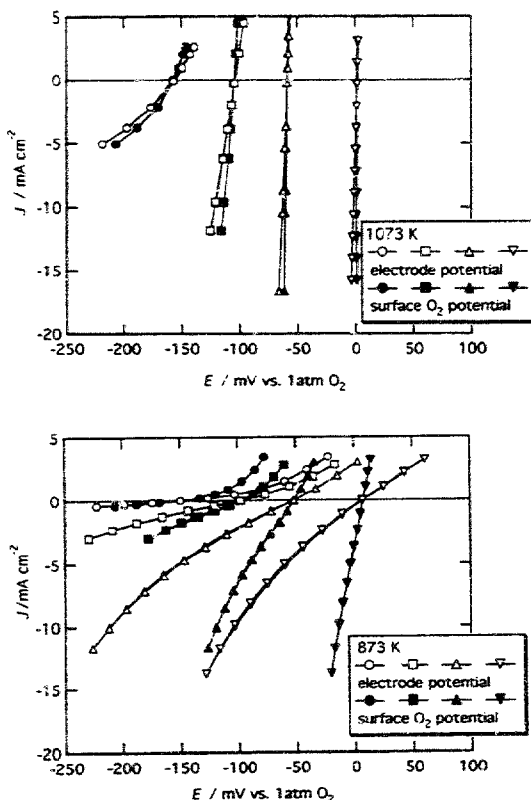 5
0
-5
-10
-15
-20
J / mA cm⁻²
1073 K
electrode potential
surface O₂ potential
-250 -200 -150 -100 -50 0 50 100
E / mV vs. 1atm O₂
5
0
-5
-10
-15
-20
J /mA cm⁻²
873 K
electrode potential
surface O₂ potential
-250 -200 -150 -100 -50 0 50 100
E / mV vs. 1atm O₂